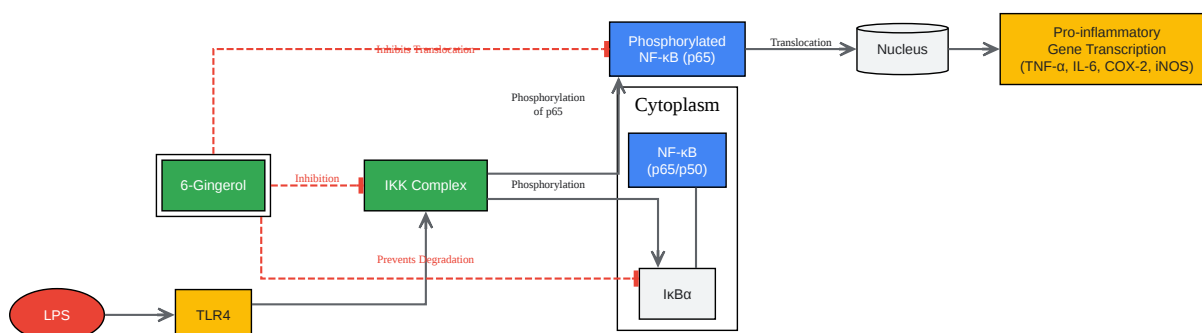 Inhibits Translocation
Phosphorylated
NF-κB (p65)
Translocation
Nucleus
Pro-inflammatory
Gene Transcription
(TNF-α, IL-6, COX-2, iNOS)
Phosphorylation
of p65
Cytoplasm
NF-κB
(p65/p50)
6-Gingerol
Inhibition
IKK Complex
Phosphorylation
Prevents Degradation
IκBα
LPS
TLR4